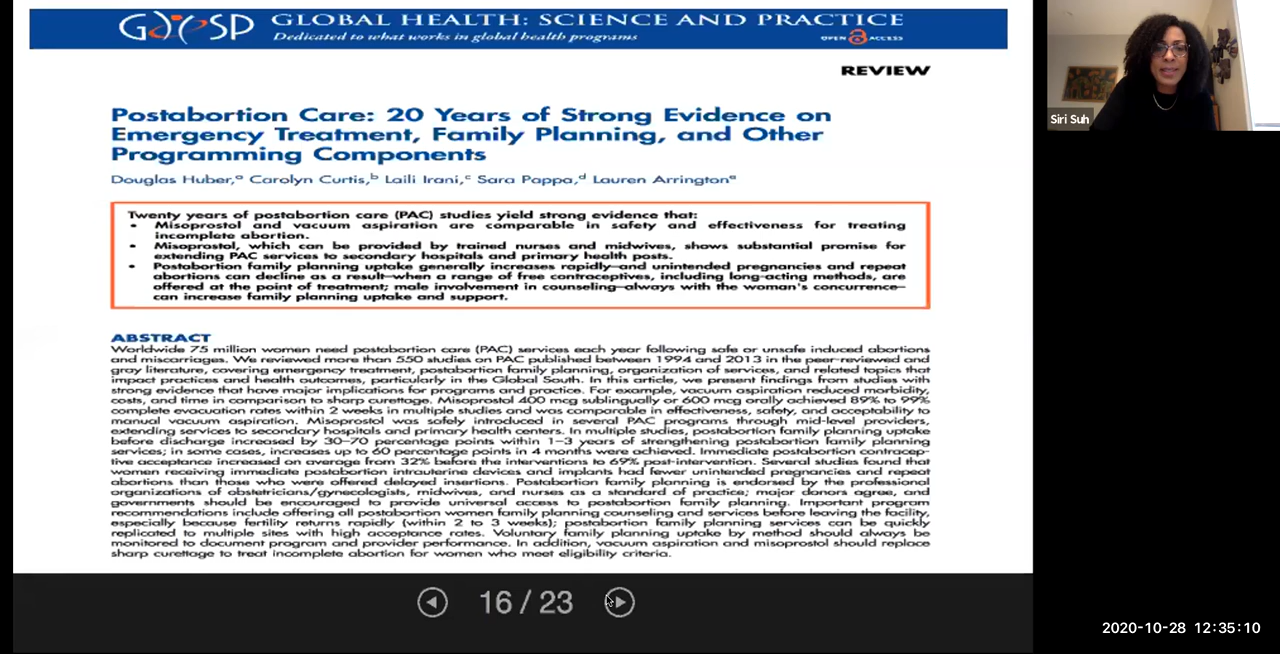 GHSP GLOBAL HEALTH: SCIENCE AND PRACTICE
Dedicated to what works in global health programs
OPEN ACCESS
REVIEW
Postabortion Care: 20 Years of Strong Evidence on
Emergency Treatment, Family Planning, and Other
Programming Components
Douglas Huber,a Carolyn Curtis,b Laili Irani,c Sara Pappa,d Lauren Arringtone
Twenty years of postabortion care (PAC) studies yield strong evidence that:
• Misoprostol and vacuum aspiration are comparable in safety and effectiveness for treating
incomplete abortion.
• Misoprostol, which can be provided by trained nurses and midwives, shows substantial promise for
extending PAC services to secondary hospitals and primary health posts.
• Postabortion family planning uptake generally increases rapidly—and unintended pregnancies and repeat
abortions can decline as a result—when a range of free contraceptives, including long-acting methods, are
offered at the point of treatment; male involvement in counseling—always with the woman's concurrence—
can increase family planning uptake and support.
ABSTRACT
Worldwide 75 million women need postabortion care (PAC) services each year following safe or unsafe induced abortions
and miscarriages. We reviewed more than 550 studies on PAC published between 1994 and 2013 in the peer-reviewed and
gray literature, covering emergency treatment, postabortion family planning, organization of services, and related topics that
impact practices and health outcomes, particularly in the Global South. In this article, we present findings from studies with
strong evidence that have major implications for programs and practice. For example, vacuum aspiration reduced morbidity,
costs, and time in comparison to sharp curettage. Misoprostol 400 mcg sublingually or 600 mcg orally achieved 89% to 99%
complete evacuation rates within 2 weeks in multiple studies and was comparable in effectiveness, safety, and acceptability to
manual vacuum aspiration. Misoprostol was safely introduced in several PAC programs through mid-level providers,
extending services to secondary hospitals and primary health centers. In multiple studies, postabortion family planning uptake
before discharge increased by 30–70 percentage points within 1–3 years of strengthening postabortion family planning
services; in some cases, increases up to 60 percentage points in 4 months were achieved. Immediate postabortion contracep-
tive acceptance increased on average from 32% before the interventions to 69% post-intervention. Several studies found that
women receiving immediate postabortion intrauterine devices and implants had fewer unintended pregnancies and repeat
abortions than those who were offered delayed insertions. Postabortion family planning is endorsed by the professional
organizations of obstetricians/gynecologists, midwives, and nurses as a standard of practice; major donors agree, and
governments should be encouraged to provide universal access to postabortion family planning. Important program
recommendations include offering all postabortion women family planning counseling and services before leaving the facility,
especially because fertility returns rapidly (within 2 to 3 weeks); postabortion family planning services can be quickly
replicated to multiple sites with high acceptance rates. Voluntary family planning uptake by method should always be
monitored to document program and provider performance. In addition, vacuum aspiration and misoprostol should replace
sharp curettage to treat incomplete abortion for women who meet eligibility criteria.
16 / 23
Siri Suh
2020-10-28 12:35:10